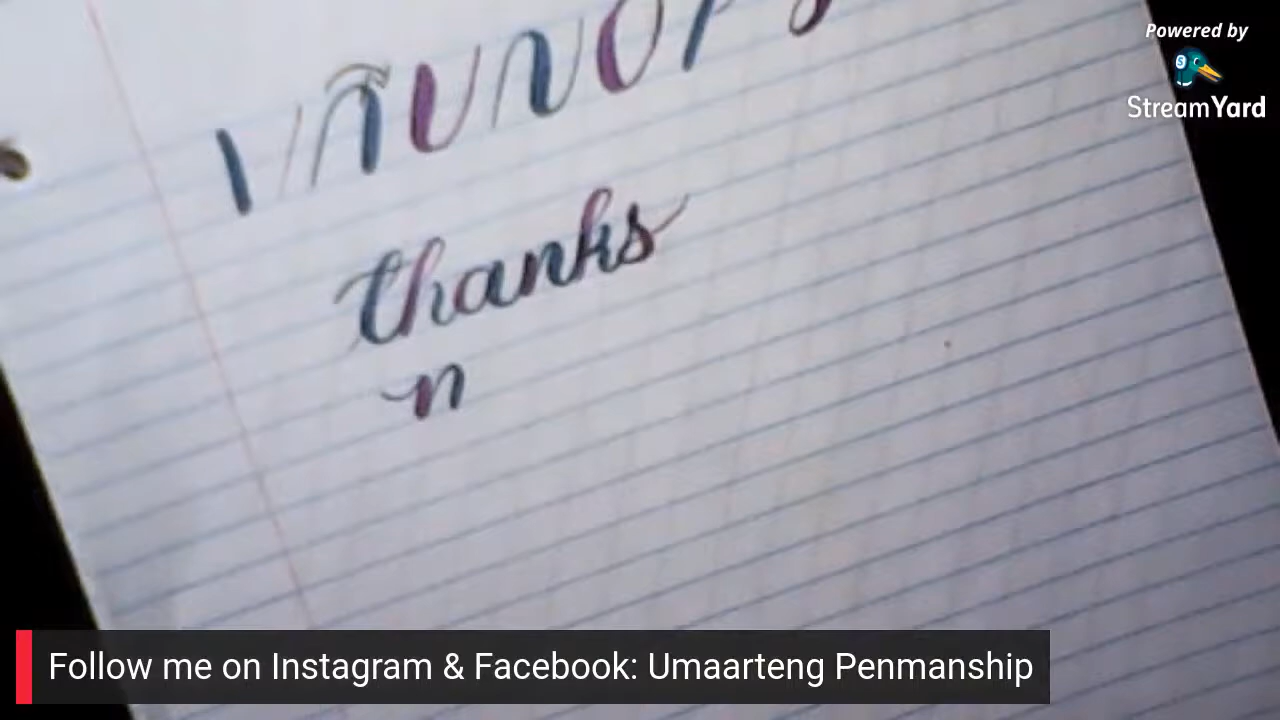 Powered by
StreamYard
thanks
n
Follow me on Instagram & Facebook: Umaarteng Penmanship